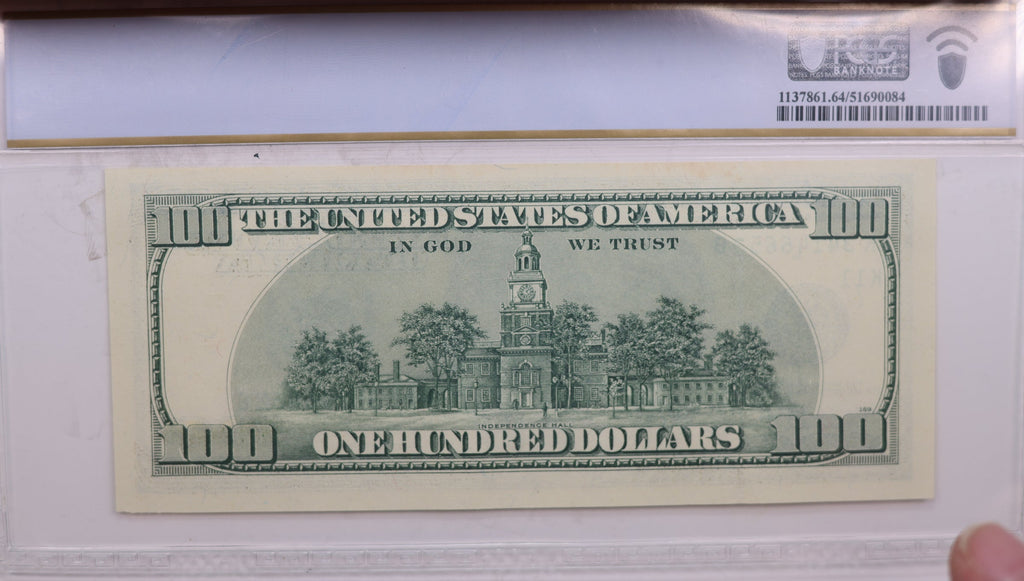 PCGS
BANKNOTE
1137861.64/51690084
100 THE UNITED STATES OF AMERICA 100
IN GOD WE TRUST
INDEPENDENCE HALL
100 ONE HUNDRED DOLLARS 100